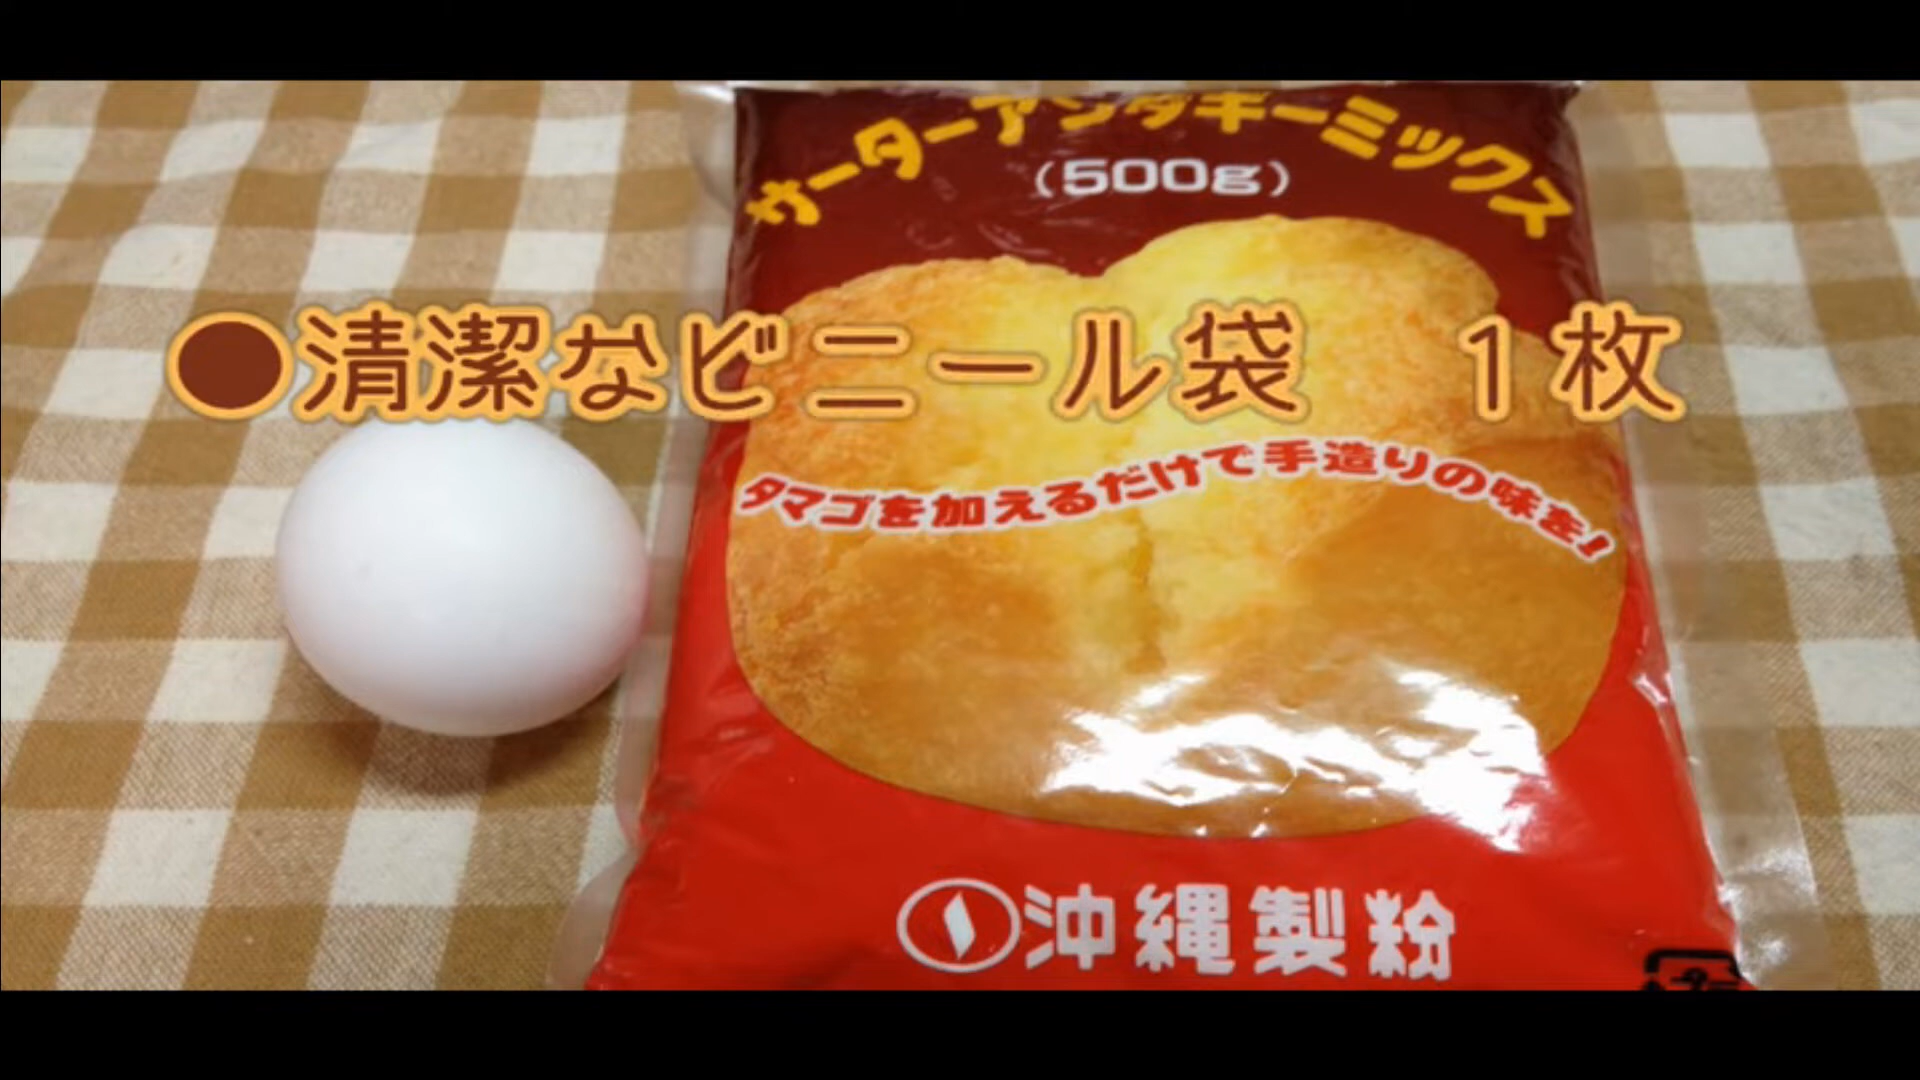 サーターアンダギーミックス
(500g)
●清潔なビニール袋　１枚
タマゴを加えるだけで手造りの味を!
沖縄製粉
プラ